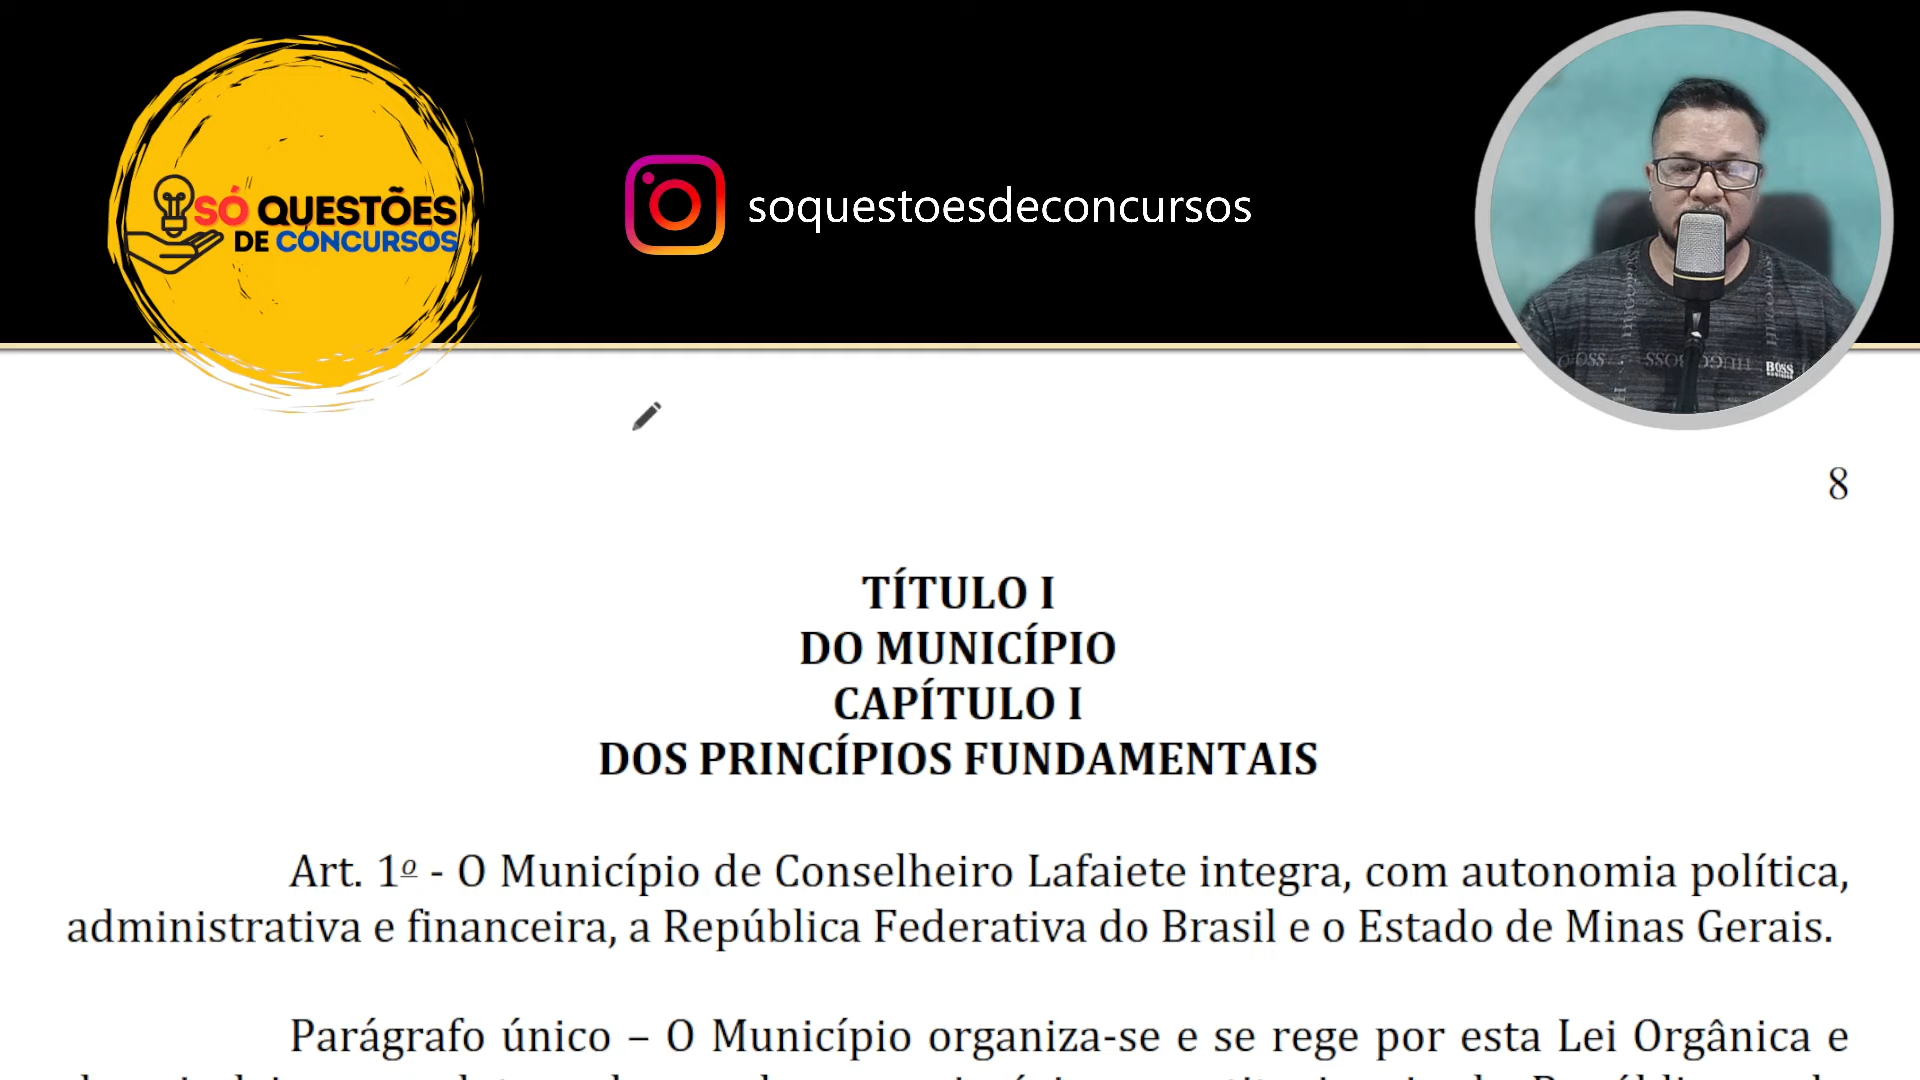 SÓ QUESTÕES
DE CONCURSOS
soquestoesdeconcursos
BOSS
8
TÍTULO I
DO MUNICÍPIO
CAPÍTULO I
DOS PRINCÍPIOS FUNDAMENTAIS
Art. 1º - O Município de Conselheiro Lafaiete integra, com autonomia política,
administrativa e financeira, a República Federativa do Brasil e o Estado de Minas Gerais.
Parágrafo único – O Município organiza-se e se rege por esta Lei Orgânica e